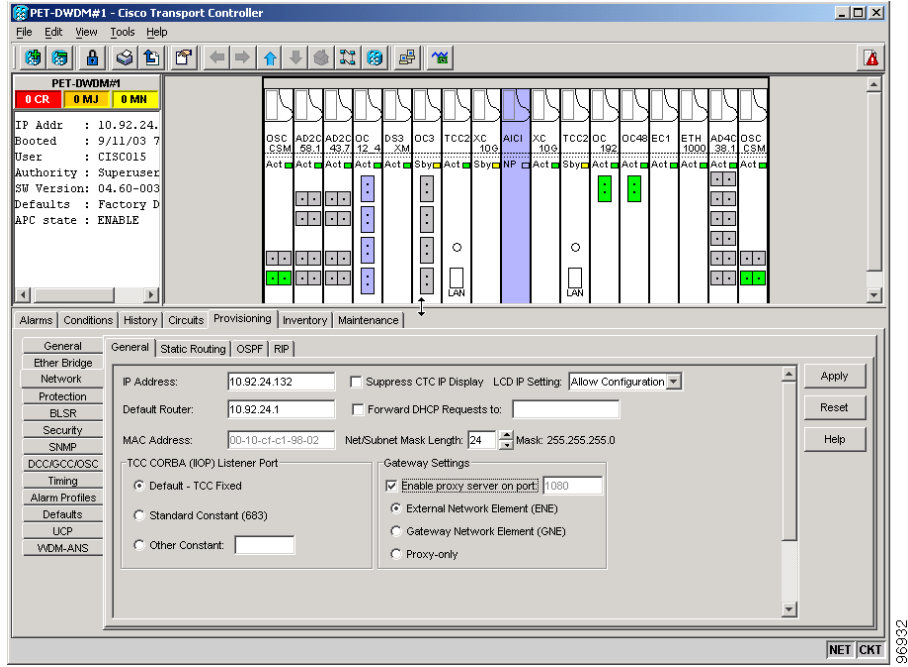 PET-DWDM#1 - Cisco Transport Controller
File Edit View Tools Help
PET-DWDM#1
0 CR 0 MJ 0 MN
IP Addr : 10.92.24.
Booted : 9/11/03 7
User : CISCO15
Authority : Superuser
SW Version: 04.60-003
Defaults : Factory D
APC state : ENABLE
OSC AD2C AD2C OC DS3 OC3 TCC2 XC AICI XC TCC2 OC OC48 EC1 ETH AD4C OSC
CSM 58.1 43.7 12_4 XM 10G 10G 192 1000 38.1 CSM
Act Act Act Act Act Sby Act Sby NP Act Sby Act Act Act Act Act Act
LAN LAN
Alarms Conditions History Circuits Provisioning Inventory Maintenance
General
Ether Bridge
Network
Protection
BLSR
Security
SNMP
DCC/GCC/OSC
Timing
Alarm Profiles
Defaults
UCP
WDM-ANS
General Static Routing OSPF RIP
IP Address: 10.92.24.132 Suppress CTC IP Display LCD IP Setting: Allow Configuration
Default Router: 10.92.24.1 Forward DHCP Requests to:
MAC Address: 00-10-cf-c1-98-02 Net/Subnet Mask Length: 24 Mask: 255.255.255.0
TCC CORBA (IIOP) Listener Port
Default - TCC Fixed
Standard Constant (683)
Other Constant:
Gateway Settings
Enable proxy server on port: 1080
External Network Element (ENE)
Gateway Network Element (GNE)
Proxy-only
Apply
Reset
Help
NET CKT
96932